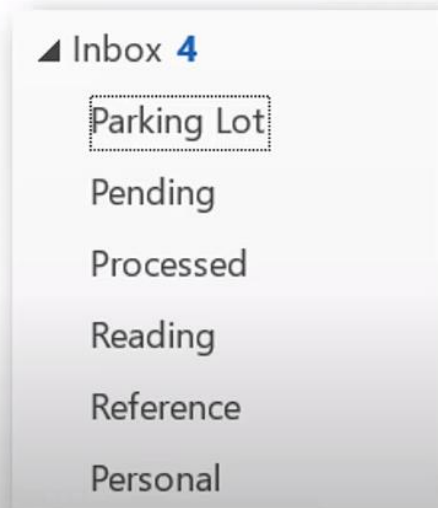 Inbox 4
Parking Lot
Pending
Processed
Reading
Reference
Personal